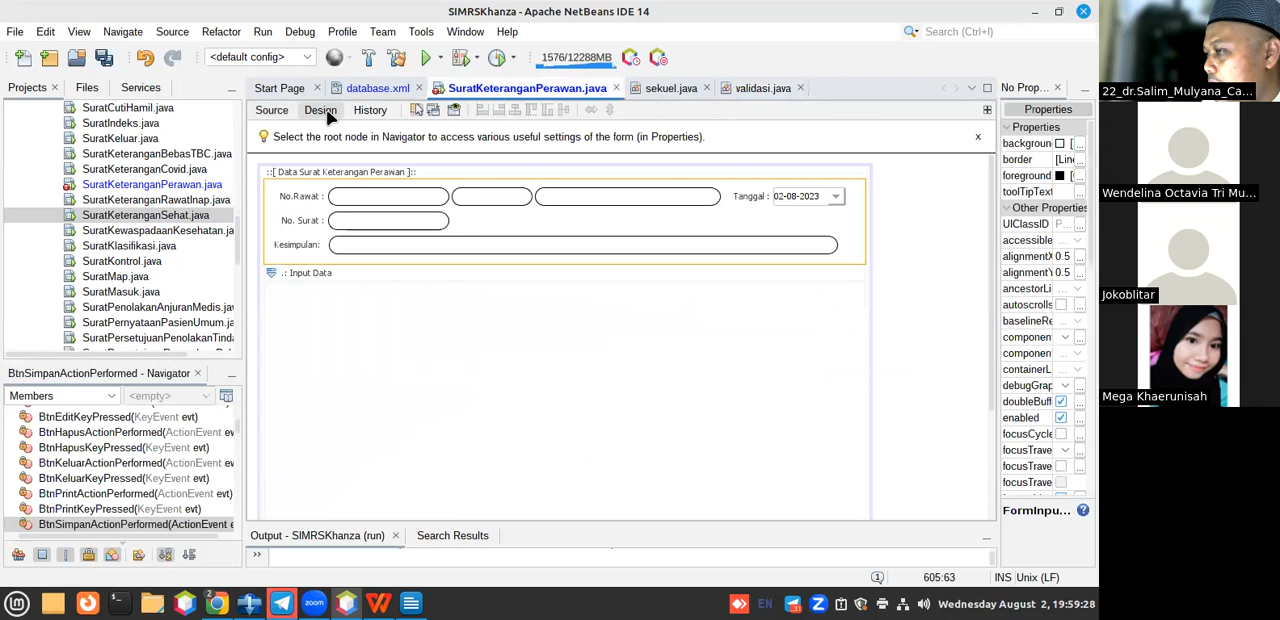 SIMRSKhanza - Apache NetBeans IDE 14
File Edit View Navigate Source Refactor Run Debug Profile Team Tools Window Help
<default config> 1576/12288MB Search (Ctrl+I)
Projects Files Services
Start Page database.xml SuratKeteranganPerawan.java sekuel.java validasi.java
No Pro...
SuratCutiHamil.java
SuratIndeks.java
SuratKeluar.java
SuratKeteranganBebasTBC.java
SuratKeteranganCovid.java
SuratKeteranganPerawan.java
SuratKeteranganRawatInap.java
SuratKeteranganSehat.java
SuratKewaspadaanKesehatan.ja
SuratKlasifikasi.java
SuratKontrol.java
SuratMap.java
SuratMasuk.java
SuratPenolakanAnjuranMedis.jav
SuratPernyataanPasienUmum.ja
SuratPersetujuanPenolakanTinda
BtnSimpanActionPerformed - Navigator
Members <empty>
BtnEditKeyPressed(KeyEvent evt)
BtnHapusActionPerformed(ActionEvent ev
BtnHapusKeyPressed(KeyEvent evt)
BtnKeluarActionPerformed(ActionEvent ev
BtnKeluarKeyPressed(KeyEvent evt)
BtnPrintActionPerformed(ActionEvent evt)
BtnPrintKeyPressed(KeyEvent evt)
BtnSimpanActionPerformed(ActionEvent e
Source Design History
Select the root node in Navigator to access various useful settings of the form (in Properties). x
::[ Data Surat Keterangan Perawan ]::
No.Rawat : Tanggal : 02-08-2023
No. Surat :
Kesimpulan:
.: Input Data
Output - SIMRSKhanza (run) Search Results
605:63 INS Unix (LF)
Properties
Properties
backgroun
border [Line
foreground
toolTipText
Other Properties
UIClassID P...
accessible
alignmentX 0.5
alignmentY 0.5
ancestorLi
autoscrolls
baselineRe
component
component
containerL
debugGrap
doubleBuff
enabled
focusCycle
focusTrave
focusTrave
focusTrave
FormInpu...
22_dr.Salim_Mulyana_Ca...
Wendelina Octavia Tri Mu...
Jokoblitar
Mega Khaerunisah
zoom
EN
Wednesday August 2, 19:59:28